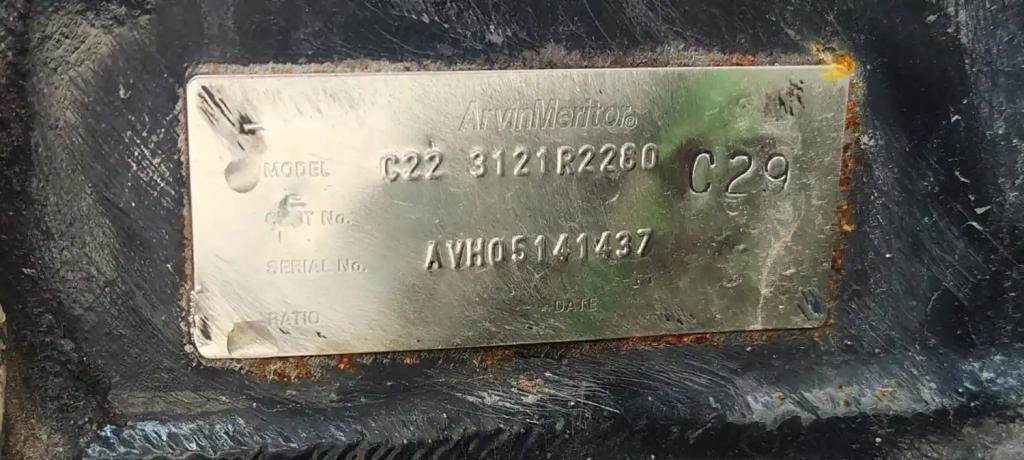 ArvinMeritor®
MODEL C22 3121R2280 C29
CUST No.
SERIAL No. AVH05141437
RATIO DATE